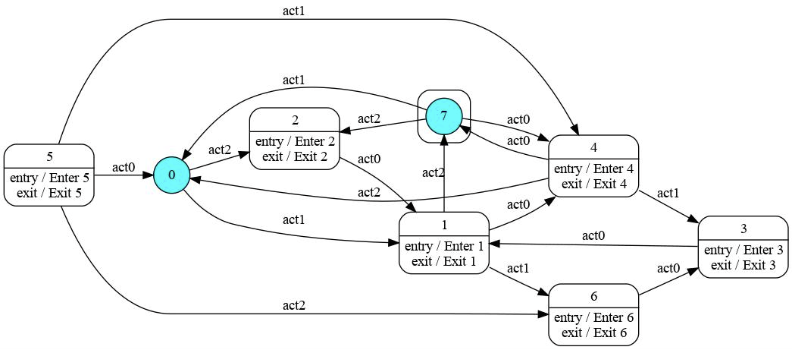 act1
act1
2
entry / Enter 2
exit / Exit 2
7
act2
act0
act0
4
entry / Enter 4
exit / Exit 4
5
entry / Enter 5
exit / Exit 5
act0
0
act2
act0
act2
act2
act1
act1
1
entry / Enter 1
exit / Exit 1
act0
act0
3
entry / Enter 3
exit / Exit 3
act1
act0
6
entry / Enter 6
exit / Exit 6
act2